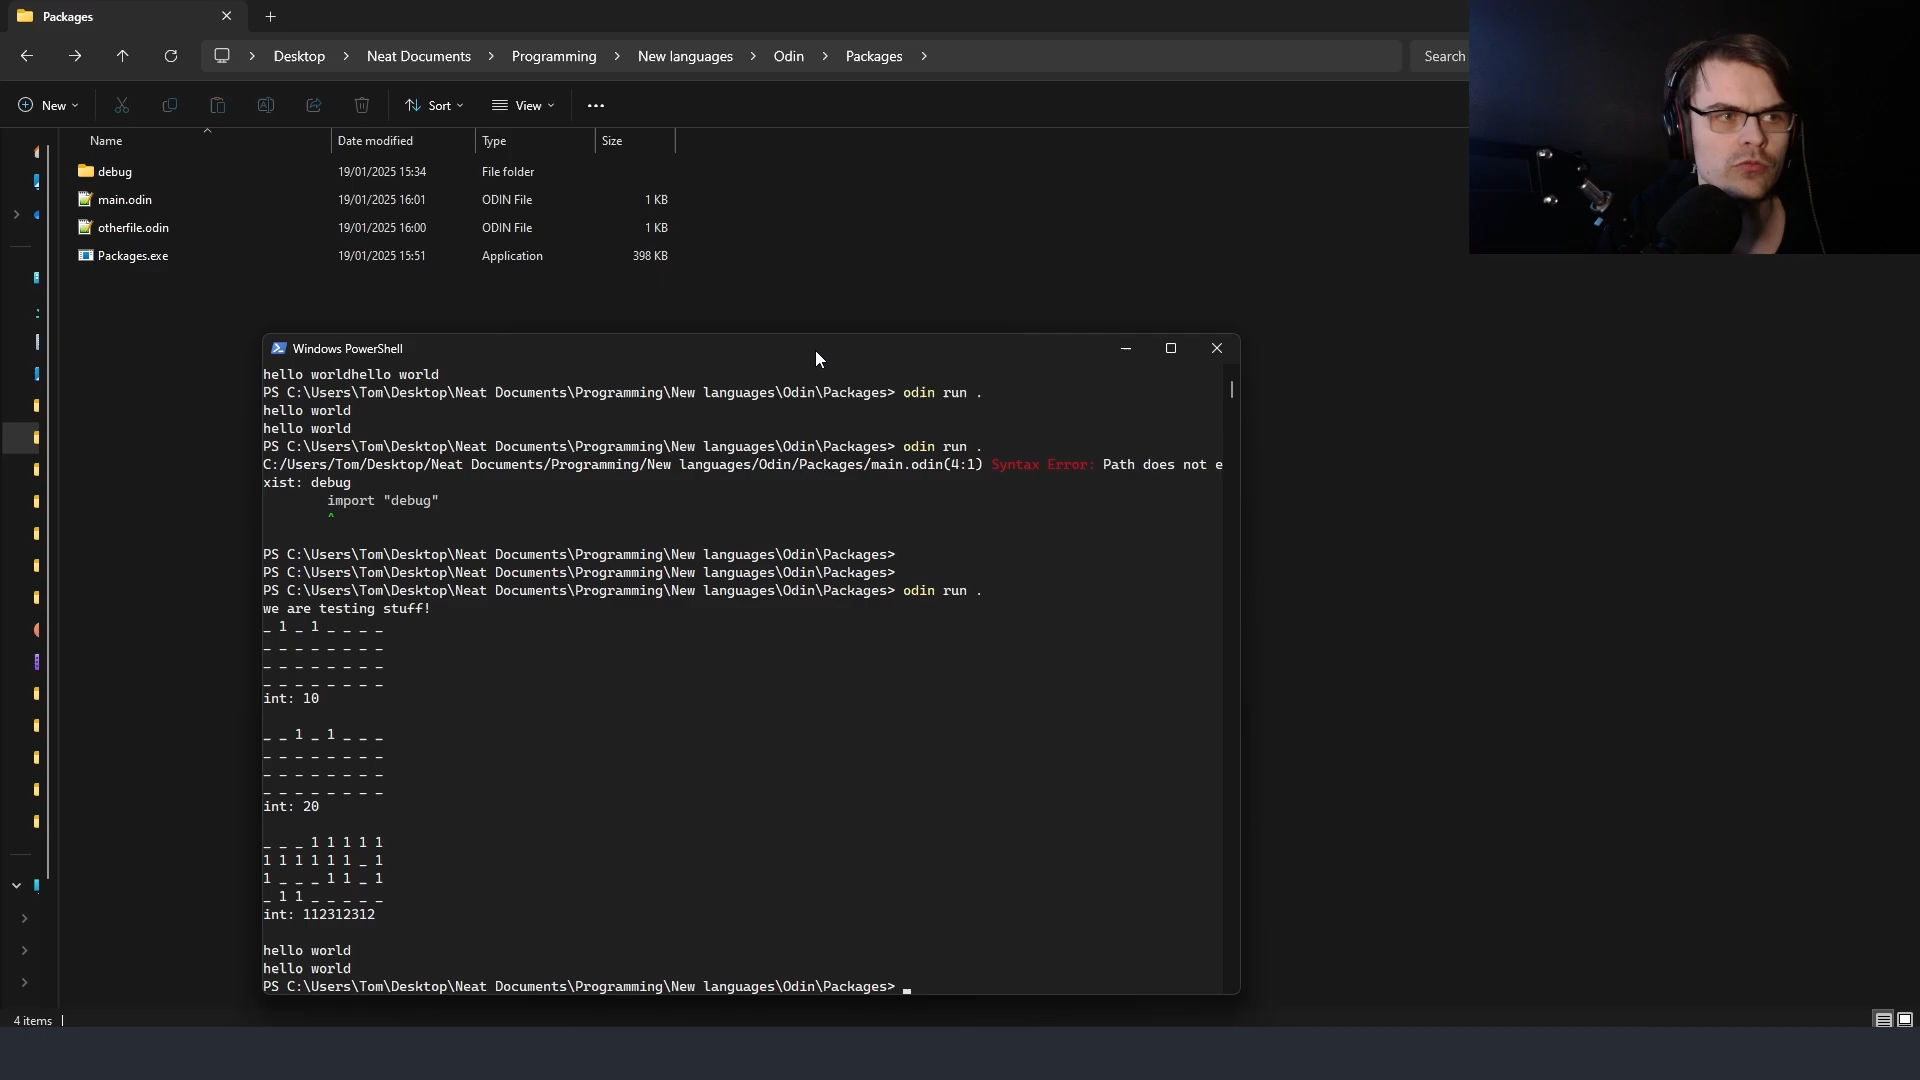 Packages
Desktop
Neat Documents
Programming
New languages
Odin
Packages
Search
New
Sort
View
Name
Date modified
Type
Size
debug 19/01/2025 15:34 File folder
main.odin 19/01/2025 16:01 ODIN File 1 KB
otherfile.odin 19/01/2025 16:00 ODIN File 1 KB
Packages.exe 19/01/2025 15:51 Application 398 KB
Windows PowerShell
hello worldhello world
PS C:\Users\Tom\Desktop\Neat Documents\Programming\New languages\Odin\Packages> odin run .
hello world
hello world
PS C:\Users\Tom\Desktop\Neat Documents\Programming\New languages\Odin\Packages> odin run .
C:/Users/Tom/Desktop/Neat Documents/Programming/New languages/Odin/Packages/main.odin(4:1) Syntax Error: Path does not e
xist: debug
import "debug"
^
PS C:\Users\Tom\Desktop\Neat Documents\Programming\New languages\Odin\Packages>
PS C:\Users\Tom\Desktop\Neat Documents\Programming\New languages\Odin\Packages>
PS C:\Users\Tom\Desktop\Neat Documents\Programming\New languages\Odin\Packages> odin run .
we are testing stuff!
_ 1 _ 1 _ _ _ _
_ _ _ _ _ _ _ _
_ _ _ _ _ _ _ _
_ _ _ _ _ _ _ _
int: 10
_ _ 1 _ 1 _ _ _
_ _ _ _ _ _ _ _
_ _ _ _ _ _ _ _
_ _ _ _ _ _ _ _
int: 20
_ _ _ 1 1 1 1 1
1 1 1 1 1 1 _ 1
1 _ _ _ 1 1 _ 1
_ 1 1 _ _ _ _ _
int: 112312312
hello world
hello world
PS C:\Users\Tom\Desktop\Neat Documents\Programming\New languages\Odin\Packages>
4 items